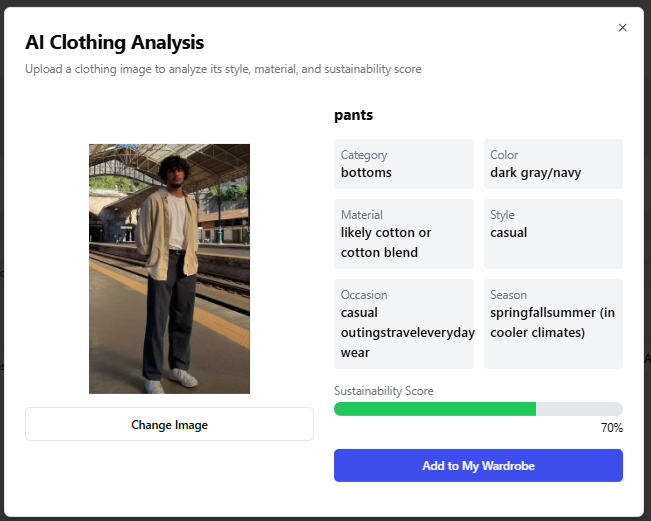 AI Clothing Analysis
Upload a clothing image to analyze its style, material, and sustainability score
pants
Category
bottoms
Color
dark gray/navy
Material
likely cotton or
cotton blend
Style
casual
Occasion
casual
outingstraveleveryday
wear
Season
springfallsummer (in
cooler climates)
Sustainability Score
70%
Change Image
Add to My Wardrobe